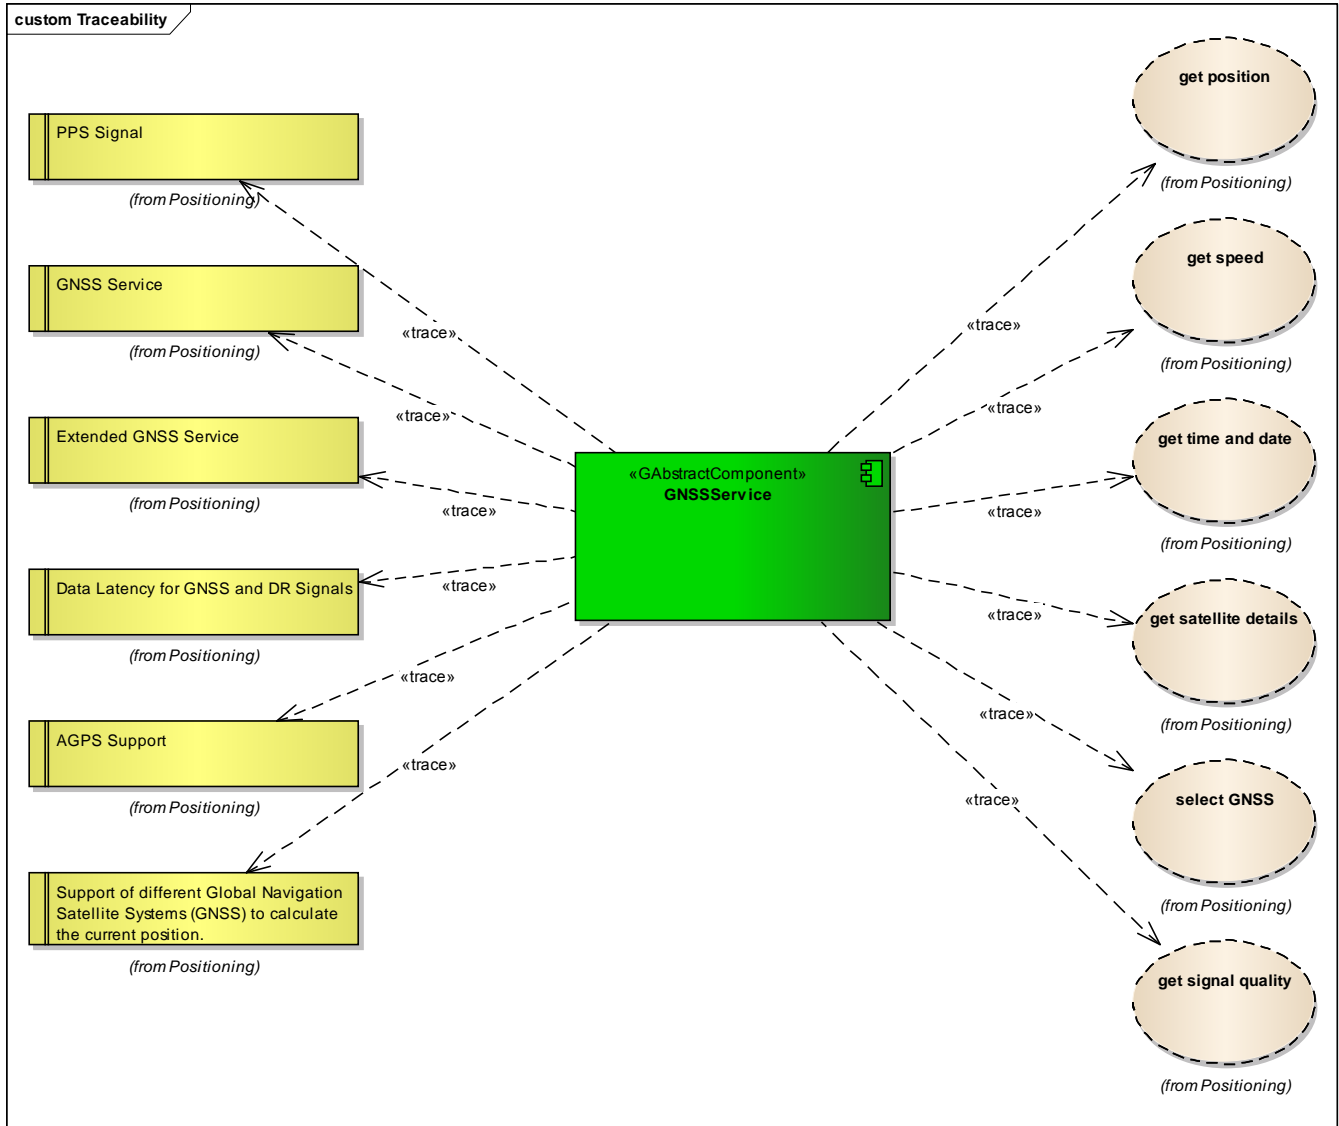 custom Traceability
PPS Signal
(from Positioning)
GNSS Service
(from Positioning)
Extended GNSS Service
(from Positioning)
Data Latency for GNSS and DR Signals
(from Positioning)
AGPS Support
(from Positioning)
Support of different Global Navigation
Satellite Systems (GNSS) to calculate
the current position.
(from Positioning)
«trace»
«trace»
«trace»
«trace»
«trace»
«trace»
«GAbstractComponent»
GNSSService
«trace»
«trace»
«trace»
«trace»
«trace»
«trace»
get position
(from Positioning)
get speed
(from Positioning)
get time and date
(from Positioning)
get satellite details
(from Positioning)
select GNSS
(from Positioning)
get signal quality
(from Positioning)